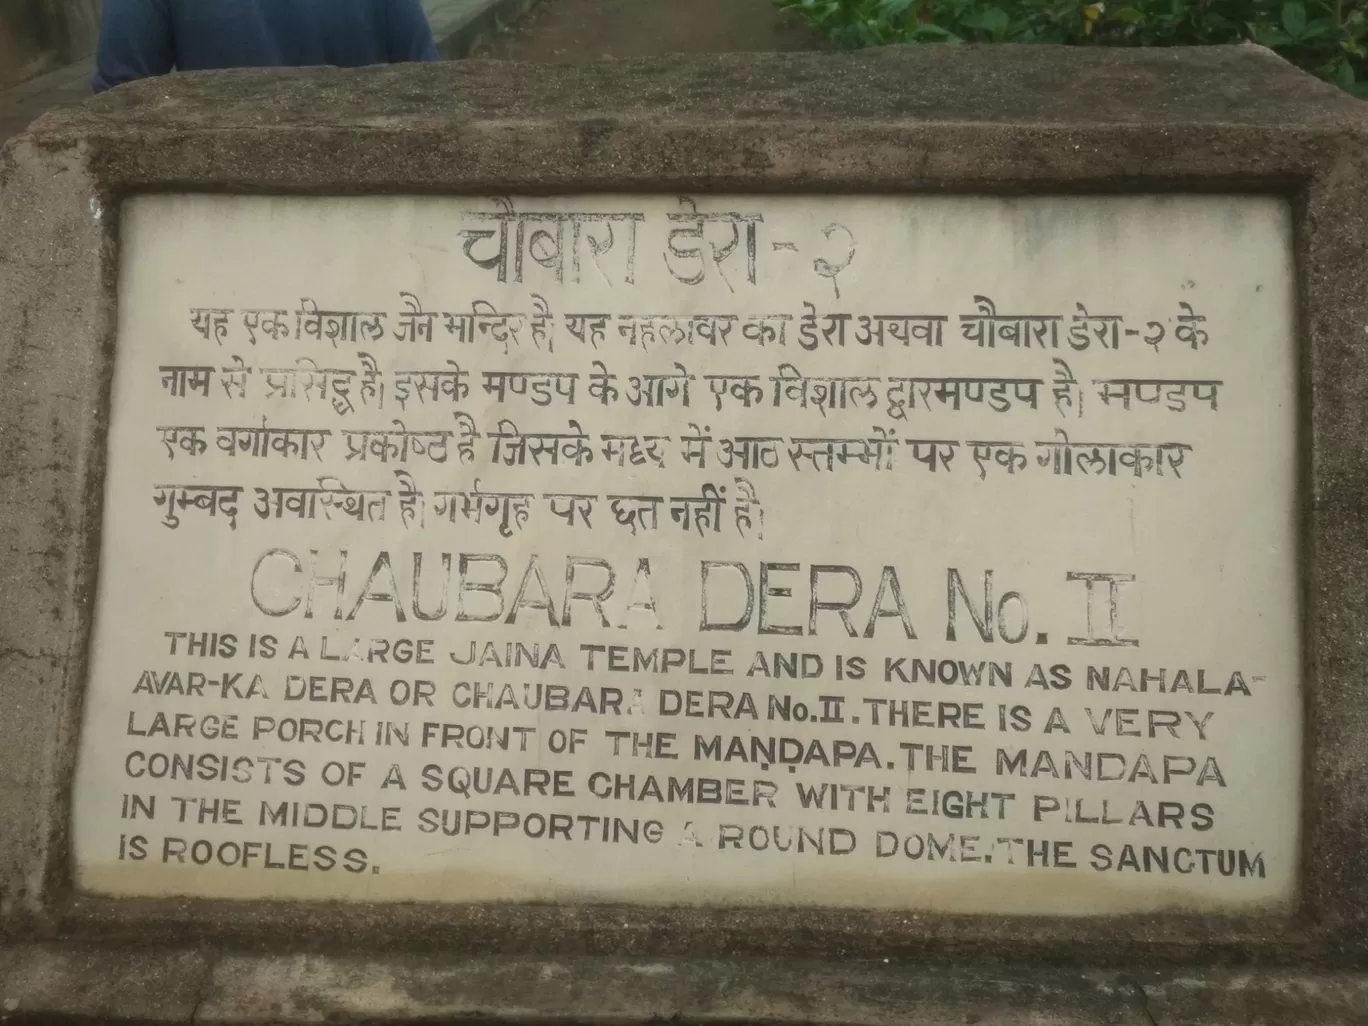 चौबारा डेरा-२
यह एक विशाल जैन मन्दिर है। यह नहलावर का डेरा अथवा चौबारा डेरा-२ के
नाम से प्रसिद्ध है। इसके मण्डप के आगे एक विशाल द्वारमण्डप है। मण्डप
एक वर्गाकार प्रकोष्ठ है जिसके मद्दय में आठ स्तम्भों पर एक गोलाकार
गुम्बद अवास्थित है। गर्भगृह पर छत नहीं है।
CHAUBARA DERA No. II
THIS IS A LARGE JAINA TEMPLE AND IS KNOWN AS NAHALA-
AVAR-KA DERA OR CHAUBARA DERA No.II. THERE IS A VERY
LARGE PORCH IN FRONT OF THE MAṆḌAPA. THE MANDAPA
CONSISTS OF A SQUARE CHAMBER WITH EIGHT PILLARS
IN THE MIDDLE SUPPORTING A ROUND DOME. THE SANCTUM
IS ROOFLESS.